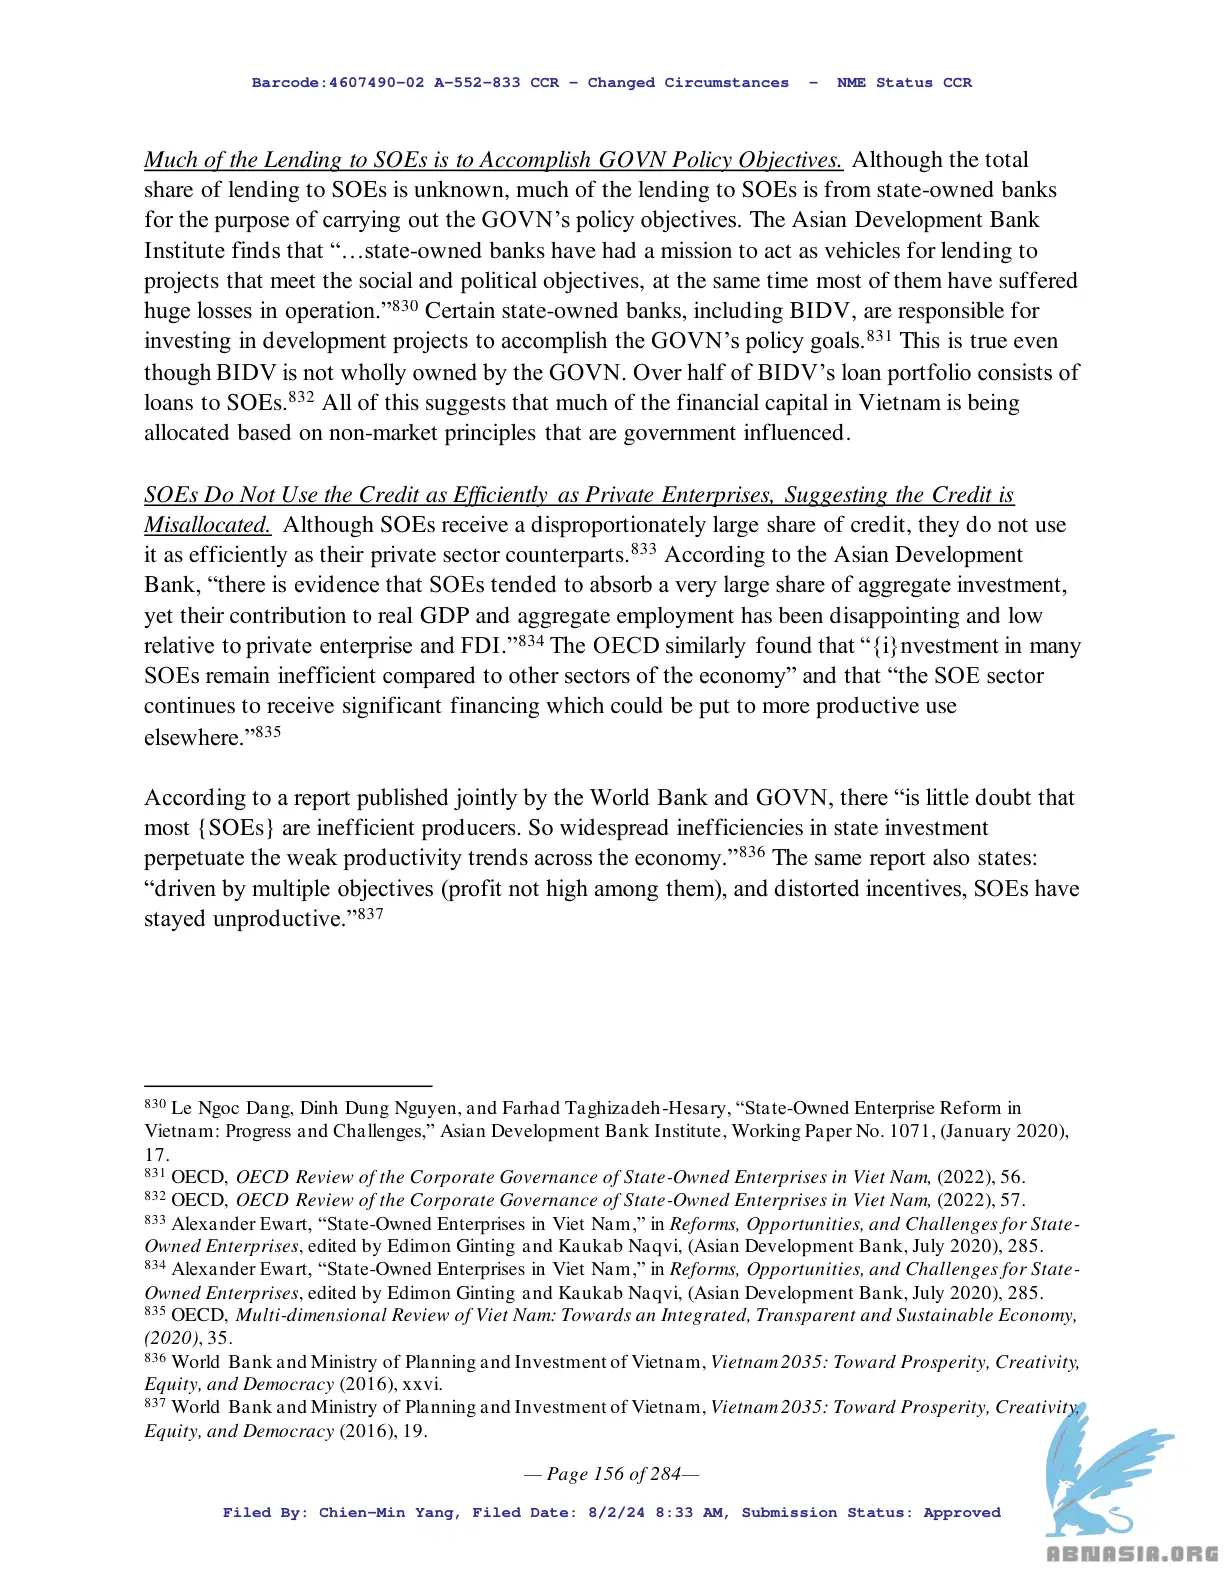 Barcode:4607490-02 A-552-833 CCR - Changed Circumstances  -  NME Status CCR
Much of the Lending to SOEs is to Accomplish GOVN Policy Objectives. Although the total
share of lending to SOEs is unknown, much of the lending to SOEs is from state-owned banks
for the purpose of carrying out the GOVN’s policy objectives. The Asian Development Bank
Institute finds that “…state-owned banks have had a mission to act as vehicles for lending to
projects that meet the social and political objectives, at the same time most of them have suffered
huge losses in operation.”830 Certain state-owned banks, including BIDV, are responsible for
investing in development projects to accomplish the GOVN’s policy goals.831 This is true even
though BIDV is not wholly owned by the GOVN. Over half of BIDV’s loan portfolio consists of
loans to SOEs.832 All of this suggests that much of the financial capital in Vietnam is being
allocated based on non-market principles that are government influenced.
SOEs Do Not Use the Credit as Efficiently as Private Enterprises, Suggesting the Credit is
Misallocated. Although SOEs receive a disproportionately large share of credit, they do not use
it as efficiently as their private sector counterparts.833 According to the Asian Development
Bank, “there is evidence that SOEs tended to absorb a very large share of aggregate investment,
yet their contribution to real GDP and aggregate employment has been disappointing and low
relative to private enterprise and FDI.”834 The OECD similarly found that “{i}nvestment in many
SOEs remain inefficient compared to other sectors of the economy” and that “the SOE sector
continues to receive significant financing which could be put to more productive use
elsewhere.”835
According to a report published jointly by the World Bank and GOVN, there “is little doubt that
most {SOEs} are inefficient producers. So widespread inefficiencies in state investment
perpetuate the weak productivity trends across the economy.”836 The same report also states:
“driven by multiple objectives (profit not high among them), and distorted incentives, SOEs have
stayed unproductive.”837
830 Le Ngoc Dang, Dinh Dung Nguyen, and Farhad Taghizadeh-Hesary, “State-Owned Enterprise Reform in
Vietnam: Progress and Challenges,” Asian Development Bank Institute, Working Paper No. 1071, (January 2020),
17.
831 OECD, OECD Review of the Corporate Governance of State-Owned Enterprises in Viet Nam, (2022), 56.
832 OECD, OECD Review of the Corporate Governance of State-Owned Enterprises in Viet Nam, (2022), 57.
833 Alexander Ewart, “State-Owned Enterprises in Viet Nam,” in Reforms, Opportunities, and Challenges for State-
Owned Enterprises, edited by Edimon Ginting and Kaukab Naqvi, (Asian Development Bank, July 2020), 285.
834 Alexander Ewart, “State-Owned Enterprises in Viet Nam,” in Reforms, Opportunities, and Challenges for State-
Owned Enterprises, edited by Edimon Ginting and Kaukab Naqvi, (Asian Development Bank, July 2020), 285.
835 OECD, Multi-dimensional Review of Viet Nam: Towards an Integrated, Transparent and Sustainable Economy,
(2020), 35.
836 World Bank and Ministry of Planning and Investment of Vietnam, Vietnam 2035: Toward Prosperity, Creativity,
Equity, and Democracy (2016), xxvi.
837 World Bank and Ministry of Planning and Investment of Vietnam, Vietnam 2035: Toward Prosperity, Creativity,
Equity, and Democracy (2016), 19.
— Page 156 of 284—
Filed By: Chien-Min Yang, Filed Date: 8/2/24 8:33 AM, Submission Status: Approved
ABNASIA.ORG